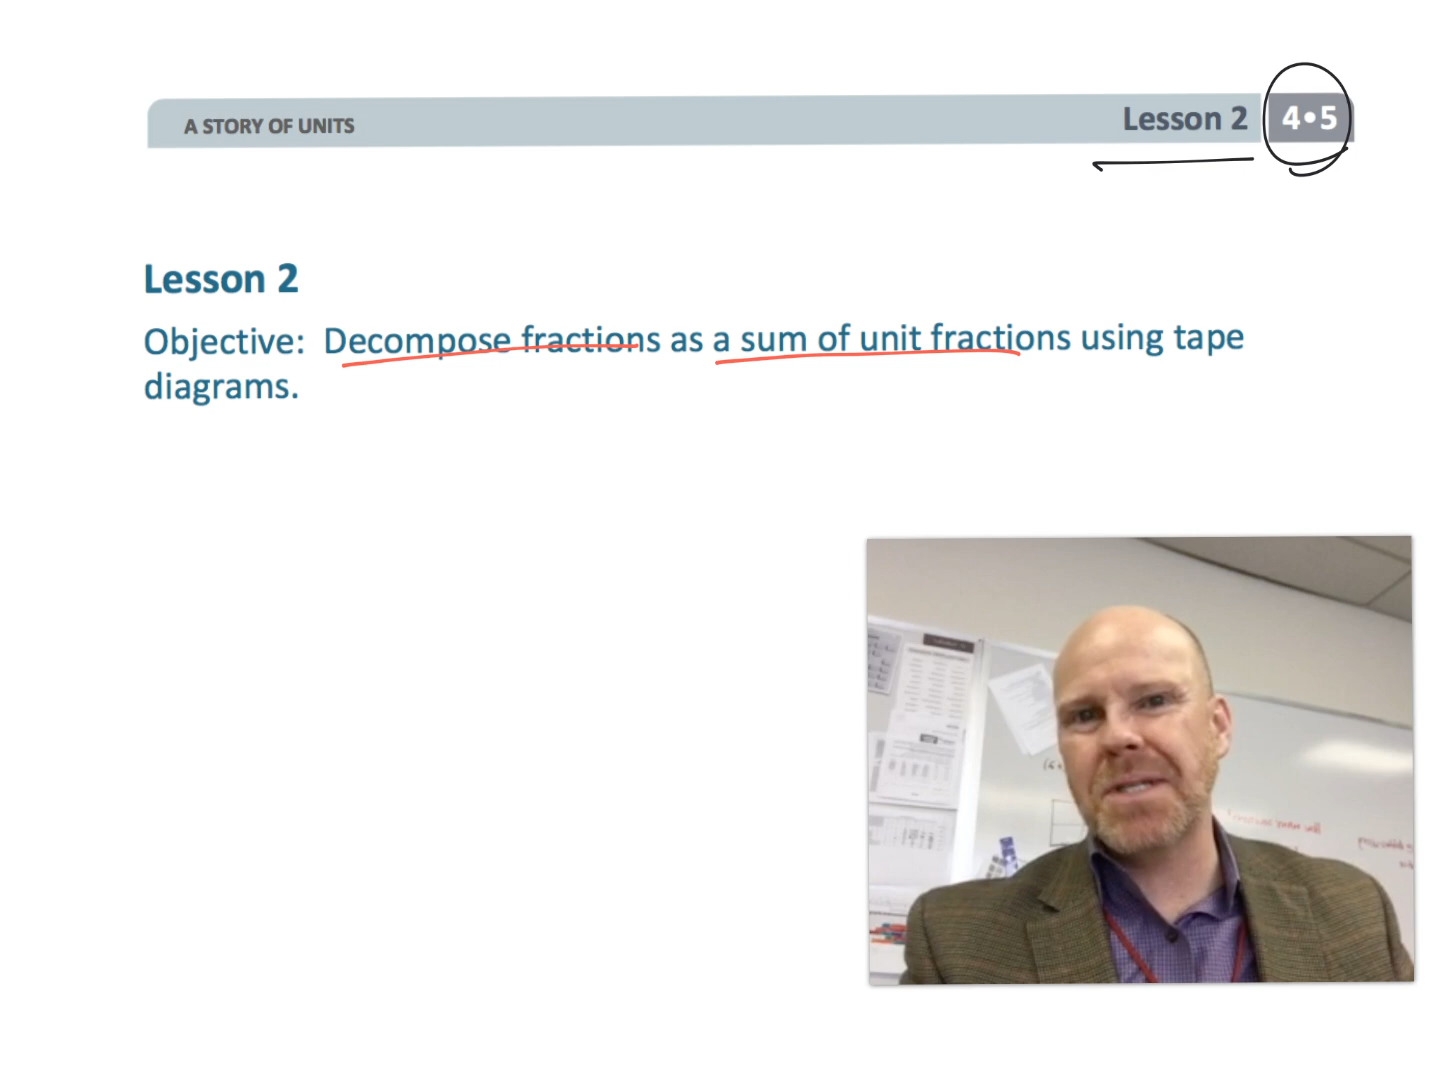 A STORY OF UNITS
Lesson 2 4•5
Lesson 2
Objective: Decompose fractions as a sum of unit fractions using tape
diagrams.